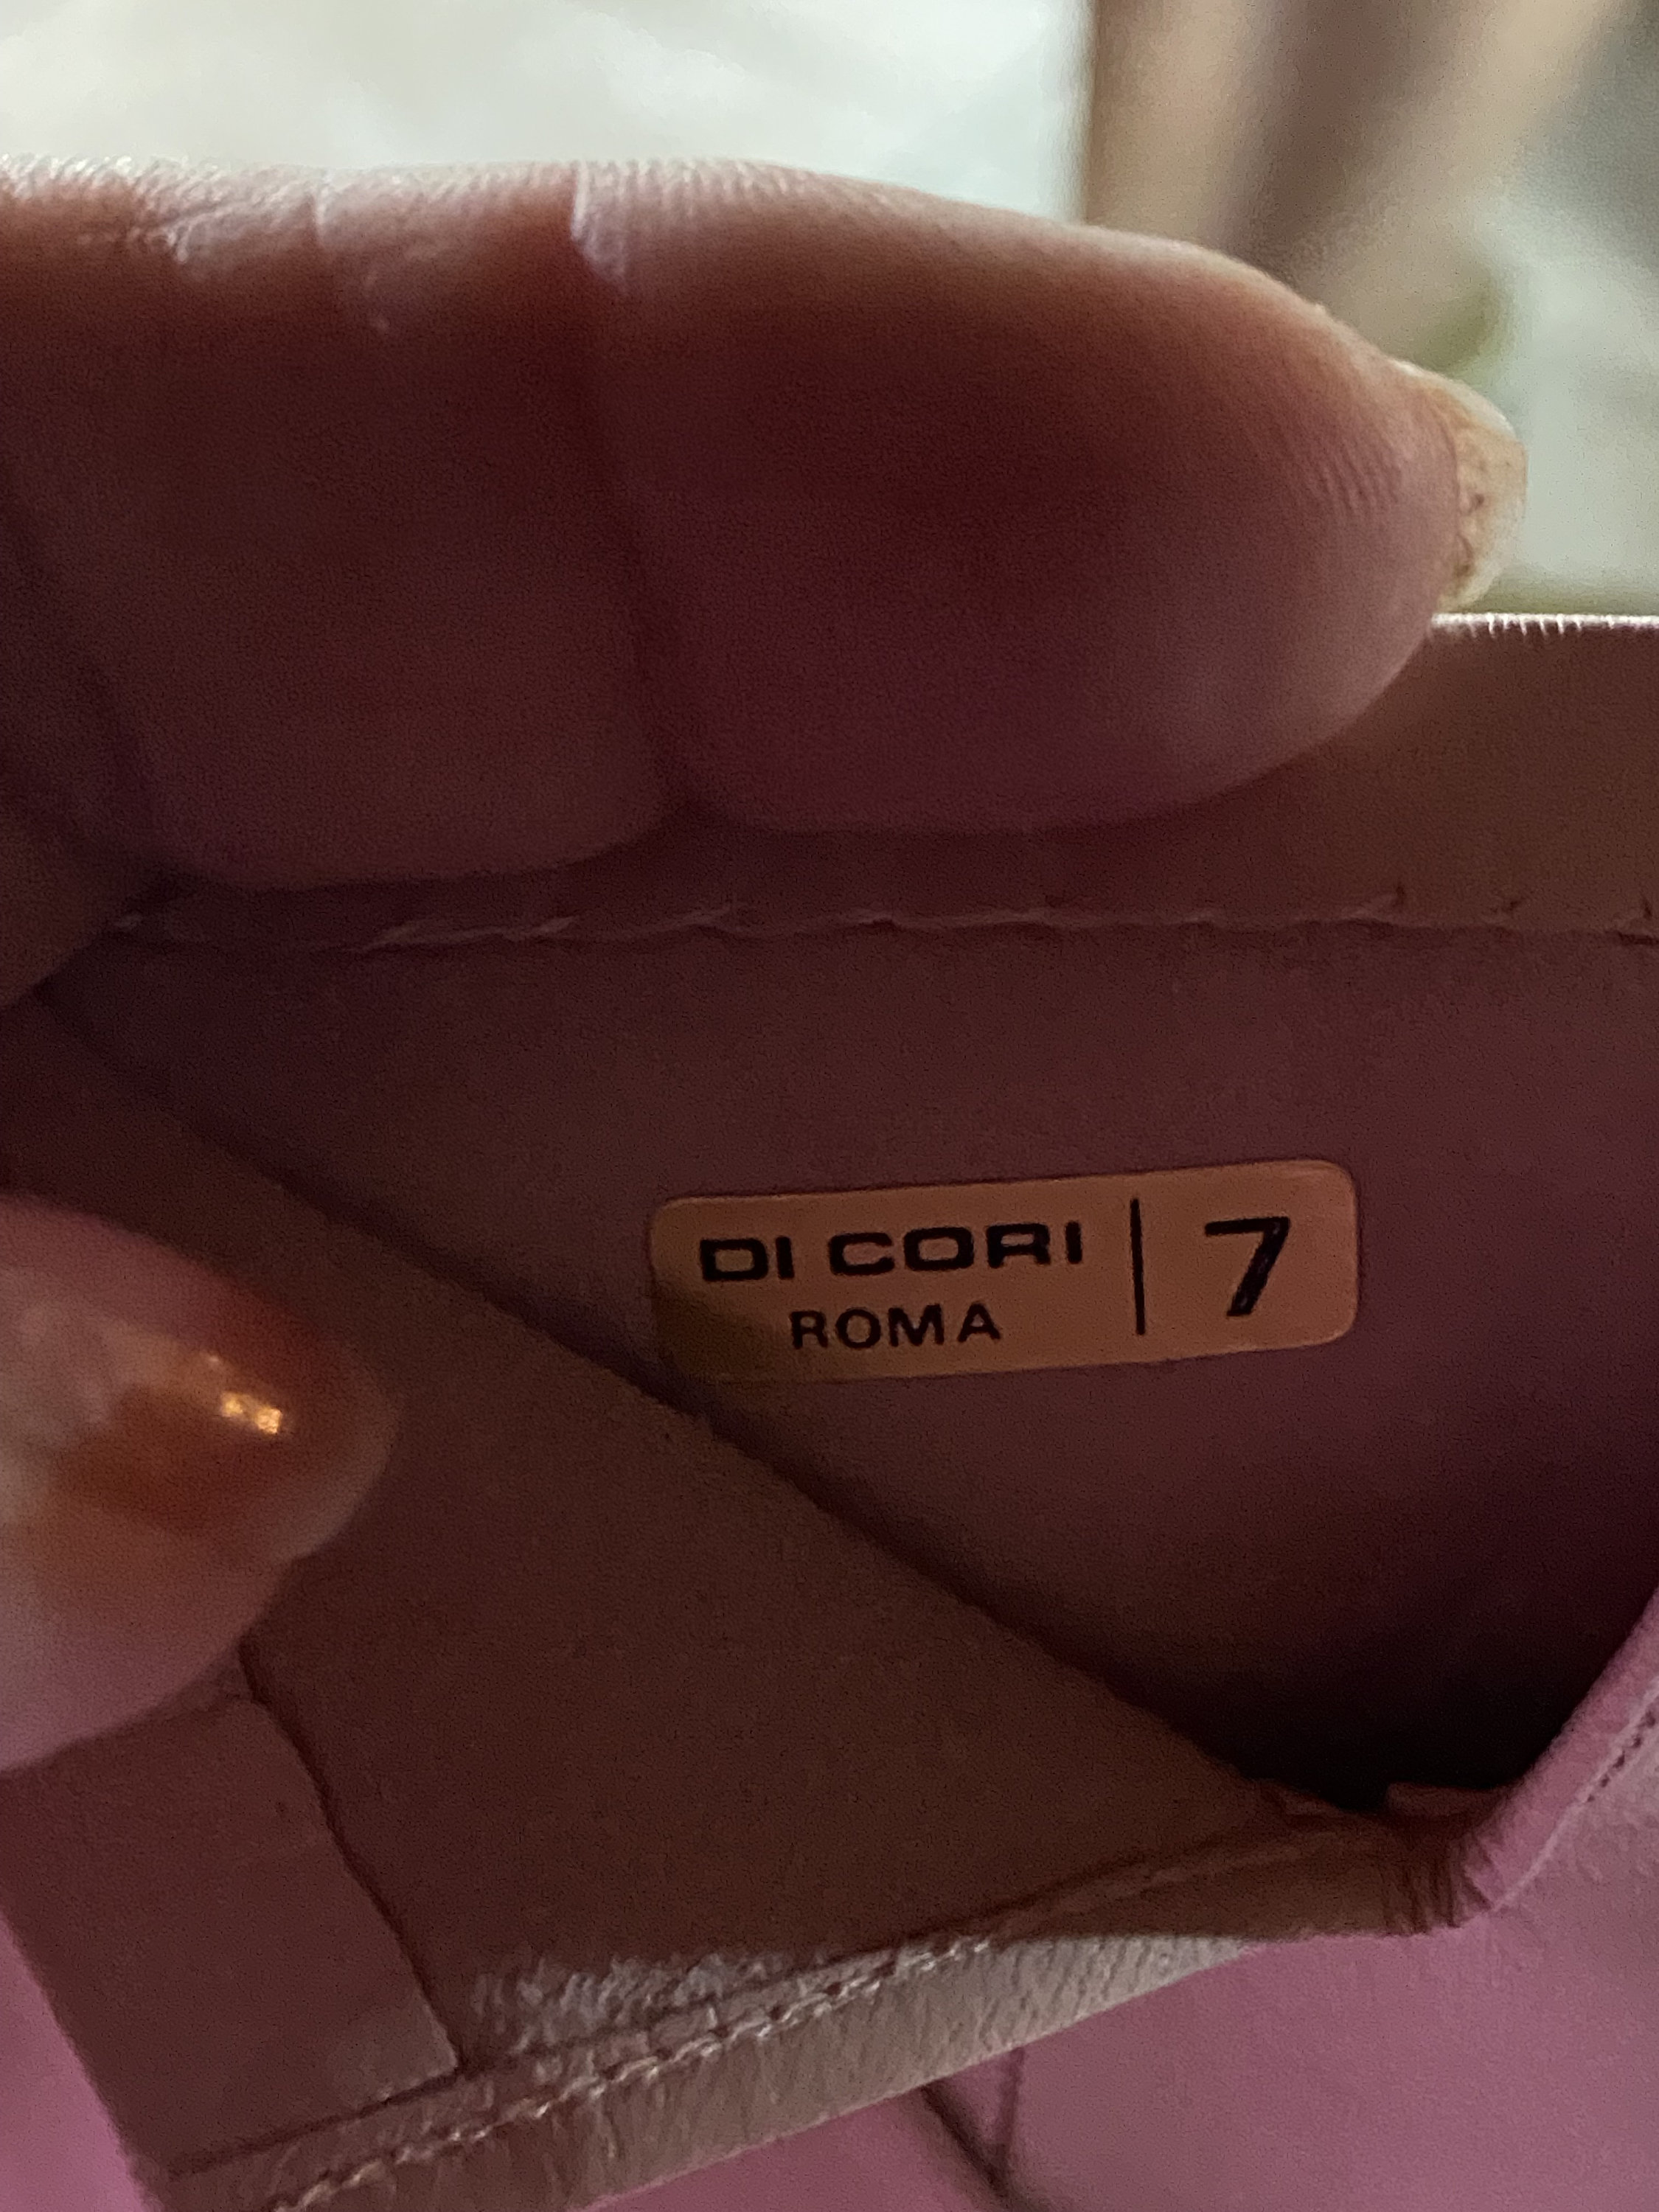 DI CORI | 7
ROMA